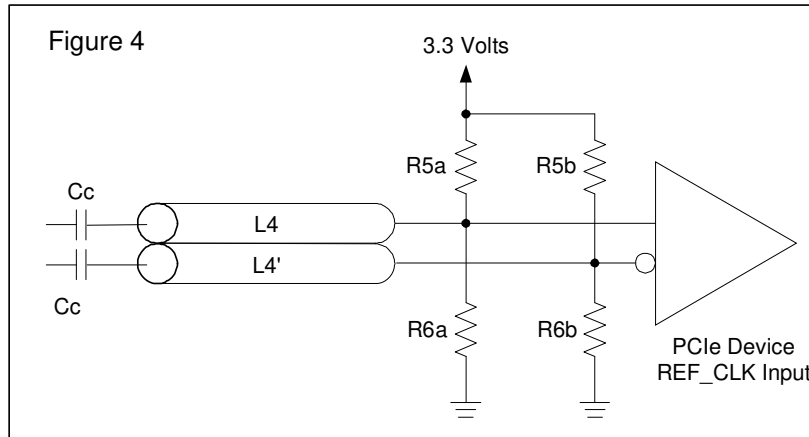 Figure 4
3.3 Volts
R5a
R5b
Cc
L4
L4'
Cc
R6a
R6b
PCIe Device
REF_CLK Input